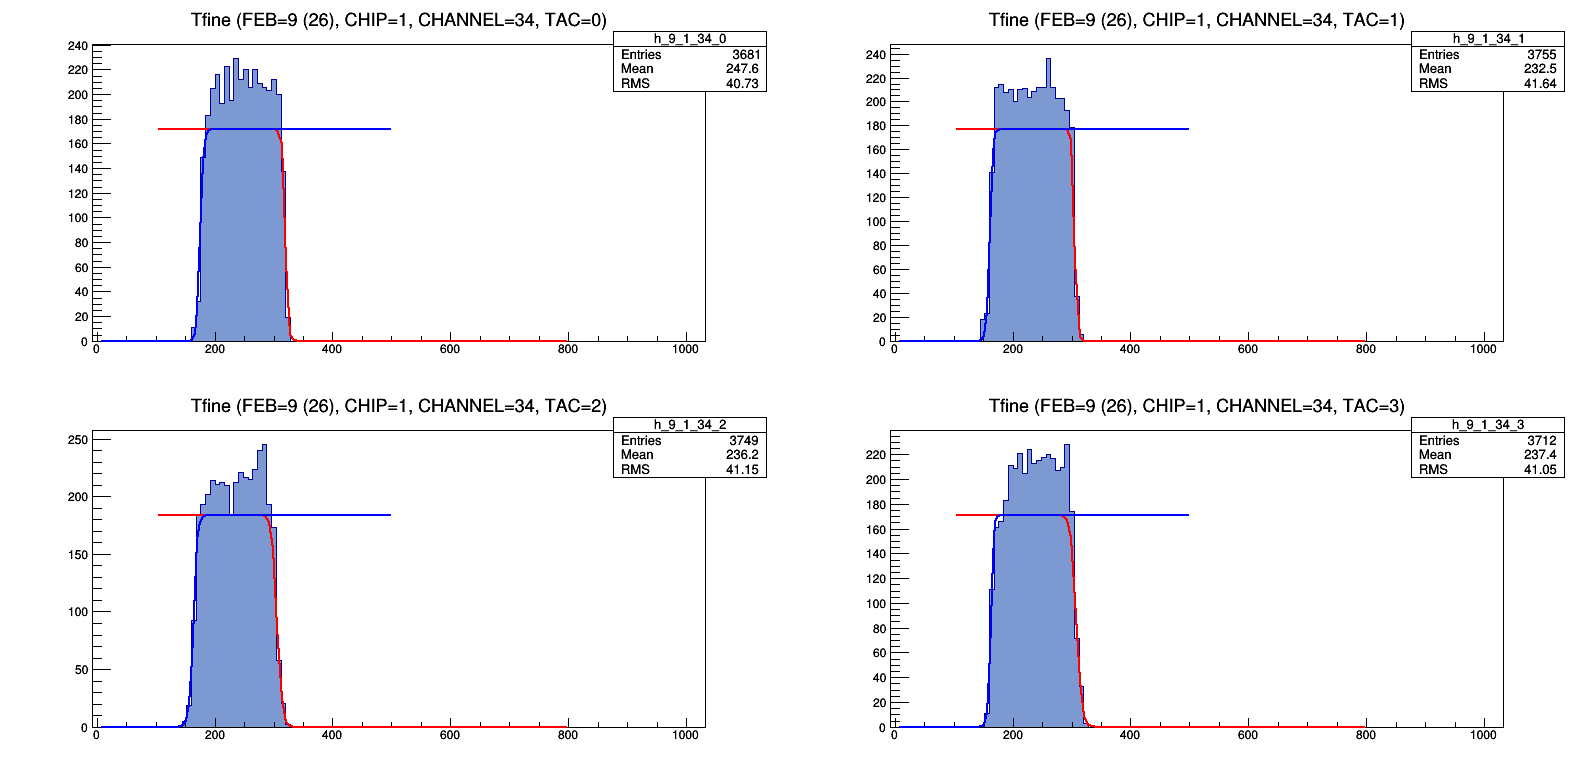 Tfine (FEB=9 (26), CHIP=1, CHANNEL=34, TAC=0)
h_9_1_34_0
Entries 3681
Mean 247.6
RMS 40.73
240
220
200
180
160
140
120
100
80
60
40
20
0
0 200 400 600 800 1000
Tfine (FEB=9 (26), CHIP=1, CHANNEL=34, TAC=1)
h_9_1_34_1
Entries 3755
Mean 232.5
RMS 41.64
240
220
200
180
160
140
120
100
80
60
40
20
0
0 200 400 600 800 1000
Tfine (FEB=9 (26), CHIP=1, CHANNEL=34, TAC=2)
h_9_1_34_2
Entries 3749
Mean 236.2
RMS 41.15
250
200
150
100
50
0
0 200 400 600 800 1000
Tfine (FEB=9 (26), CHIP=1, CHANNEL=34, TAC=3)
h_9_1_34_3
Entries 3712
Mean 237.4
RMS 41.05
220
200
180
160
140
120
100
80
60
40
20
0
0 200 400 600 800 1000